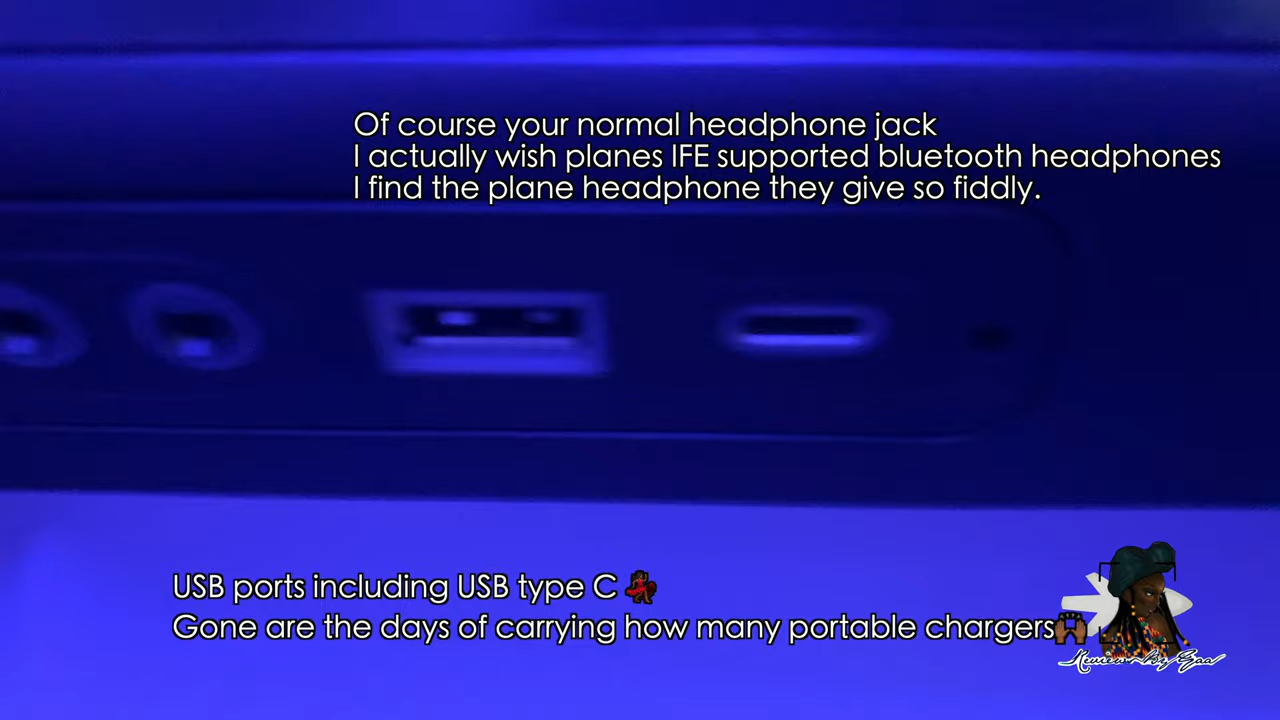 Of course your normal headphone jack
I actually wish planes IFE supported bluetooth headphones
I find the plane headphone they give so fiddly.
USB ports including USB type C💃🏿
Gone are the days of carrying how many portable chargers🙌🏿